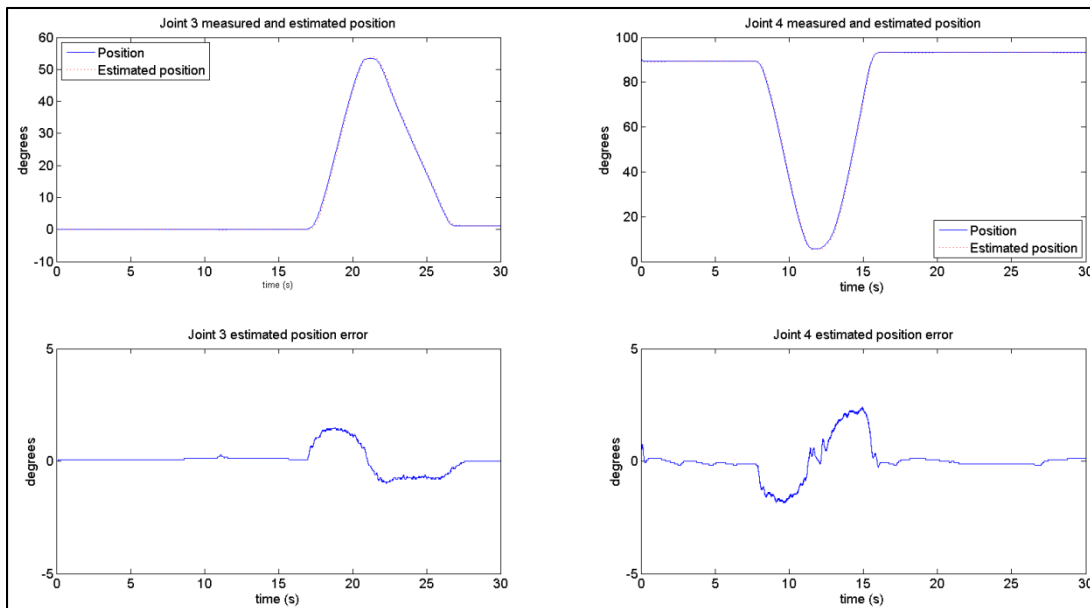 Joint 3 measured and estimated position
60
50
40
30
20
10
0
-10
degrees
Position
Estimated position
0 5 10 15 20 25 30
time (s)
Joint 4 measured and estimated position
100
80
60
40
20
0
degrees
Position
Estimated position
0 5 10 15 20 25 30
time (s)
Joint 3 estimated position error
5
0
-5
degrees
0 5 10 15 20 25 30
time (s)
Joint 4 estimated position error
5
0
-5
degrees
0 5 10 15 20 25 30
time (s)